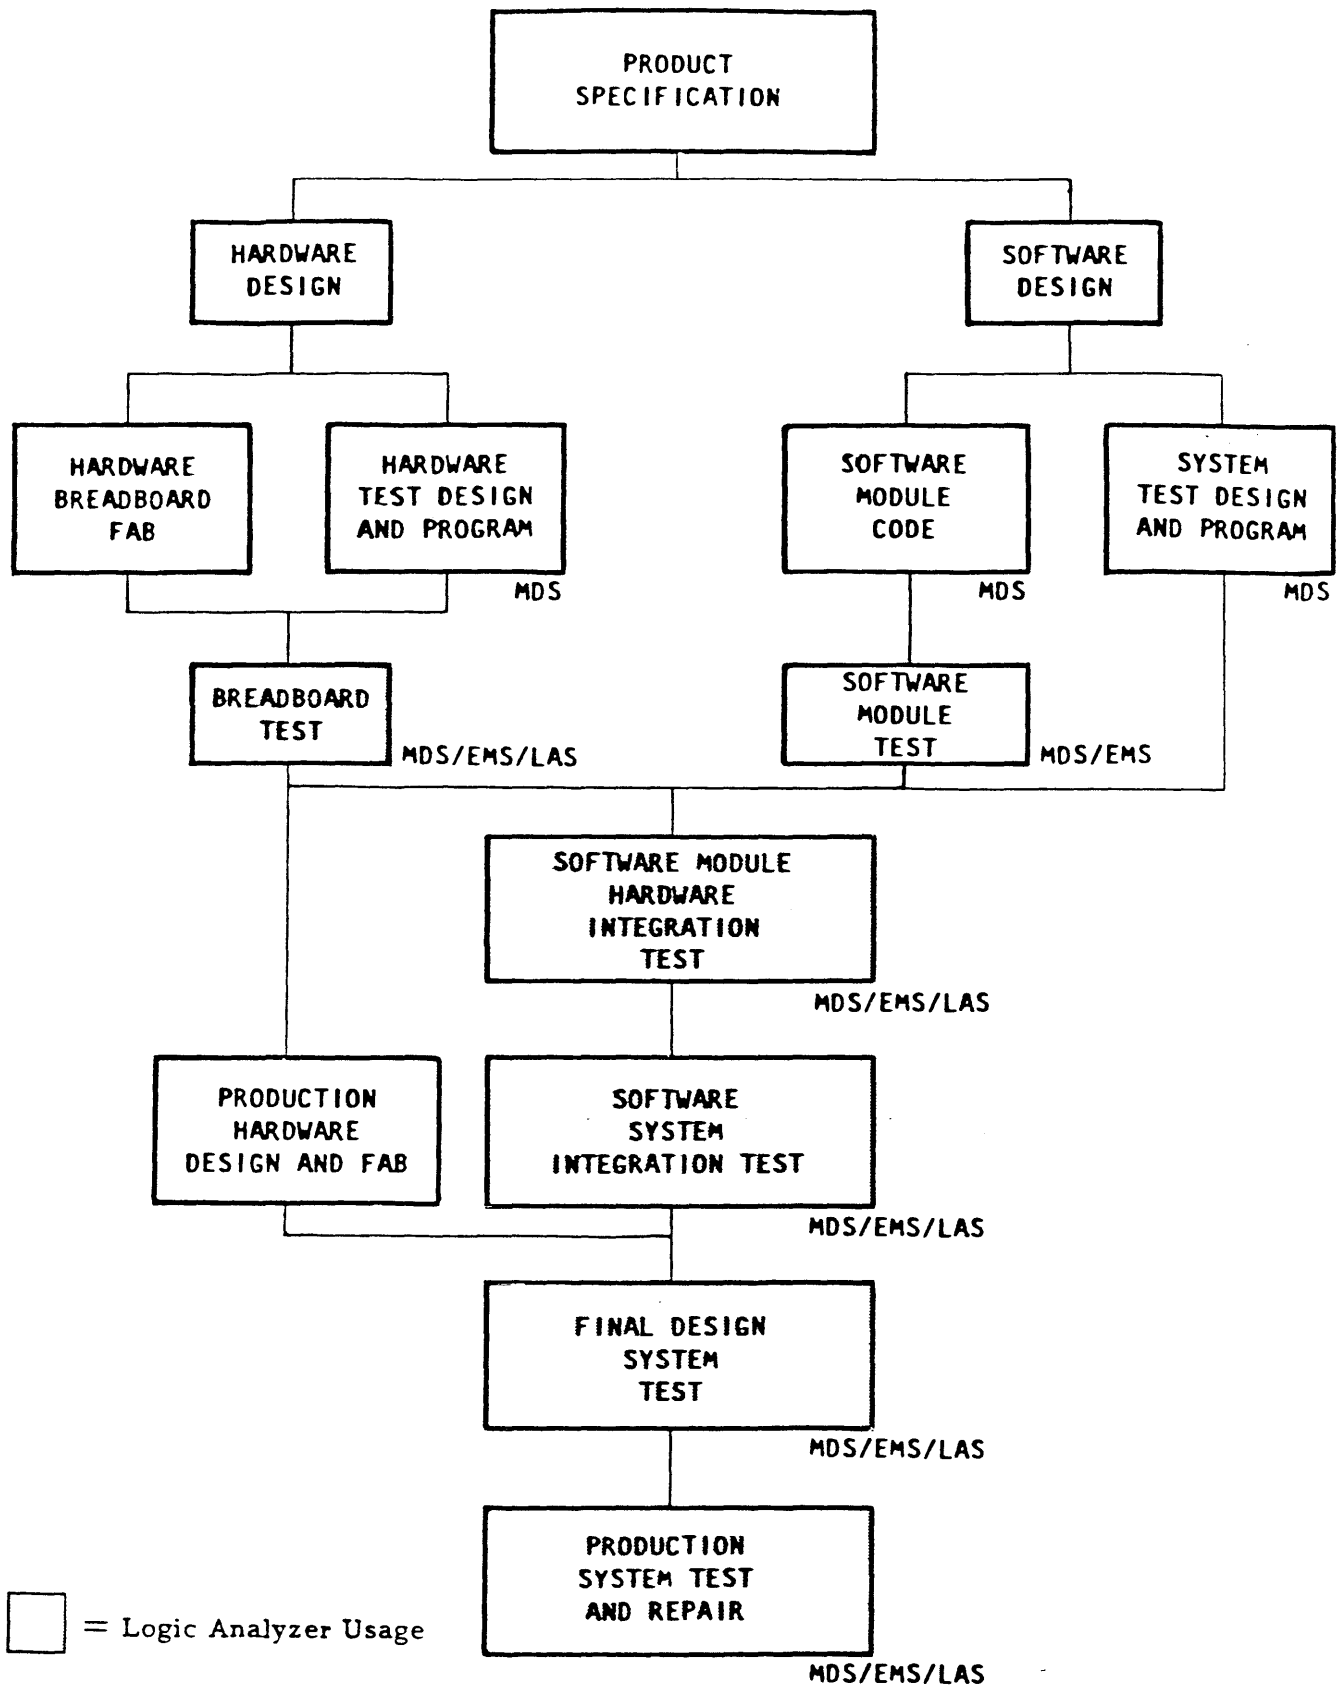 PRODUCT
SPECIFICATION
HARDWARE
DESIGN
SOFTWARE
DESIGN
HARDWARE
BREADBOARD
FAB
HARDWARE
TEST DESIGN
AND PROGRAM
MDS
SOFTWARE
MODULE
CODE
MDS
SYSTEM
TEST DESIGN
AND PROGRAM
MDS
BREADBOARD
TEST
MDS/EMS/LAS
SOFTWARE
MODULE
TEST
MDS/EMS
SOFTWARE MODULE
HARDWARE
INTEGRATION
TEST
MDS/EMS/LAS
PRODUCTION
HARDWARE
DESIGN AND FAB
SOFTWARE
SYSTEM
INTEGRATION TEST
MDS/EMS/LAS
FINAL DESIGN
SYSTEM
TEST
MDS/EMS/LAS
PRODUCTION
SYSTEM TEST
AND REPAIR
MDS/EMS/LAS
= Logic Analyzer Usage